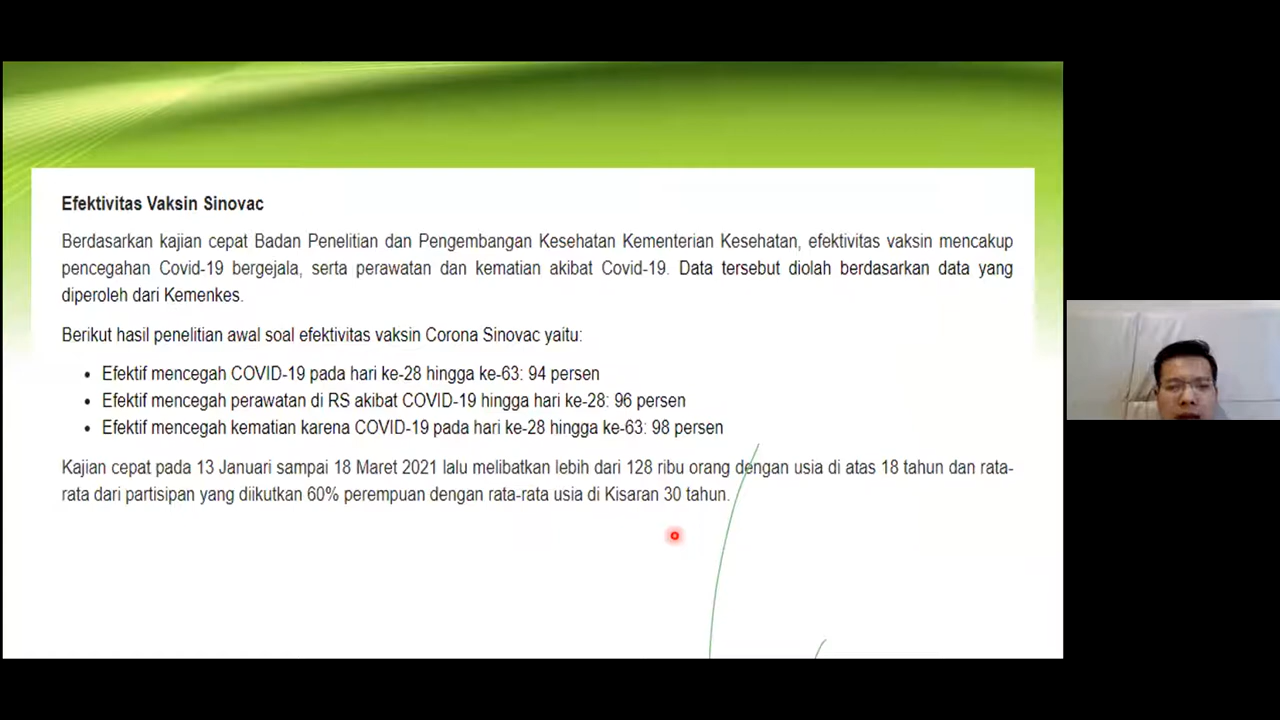 Efektivitas Vaksin Sinovac
Berdasarkan kajian cepat Badan Penelitian dan Pengembangan Kesehatan Kementerian Kesehatan, efektivitas vaksin mencakup
pencegahan Covid-19 bergejala, serta perawatan dan kematian akibat Covid-19. Data tersebut diolah berdasarkan data yang
diperoleh dari Kemenkes.
Berikut hasil penelitian awal soal efektivitas vaksin Corona Sinovac yaitu:
• Efektif mencegah COVID-19 pada hari ke-28 hingga ke-63: 94 persen
• Efektif mencegah perawatan di RS akibat COVID-19 hingga hari ke-28: 96 persen
• Efektif mencegah kematian karena COVID-19 pada hari ke-28 hingga ke-63: 98 persen
Kajian cepat pada 13 Januari sampai 18 Maret 2021 lalu melibatkan lebih dari 128 ribu orang dengan usia di atas 18 tahun dan rata-
rata dari partisipan yang diikutkan 60% perempuan dengan rata-rata usia di Kisaran 30 tahun.